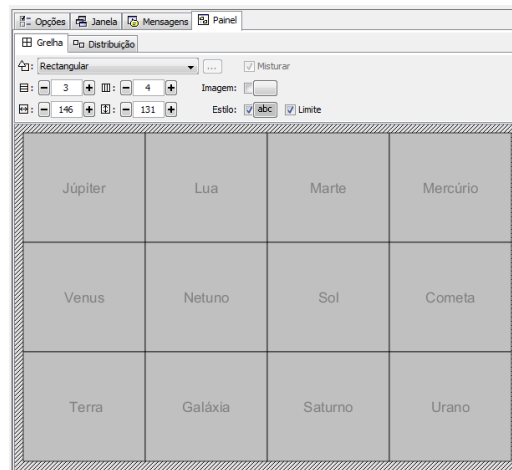 Opções Janela Mensagens Painel
Grelha Distribuição
Rectangular ... Misturar
3 4 Imagem:
146 131 Estilo: abc Limite
Júpiter Lua Marte Mercúrio
Venus Netuno Sol Cometa
Terra Galáxia Saturno Urano